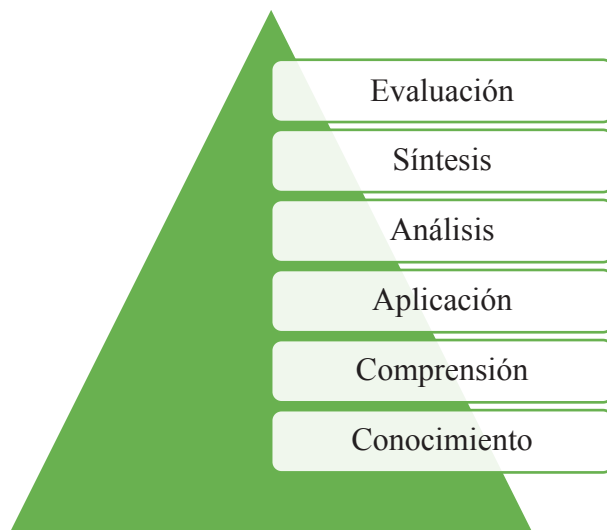 Evaluación
Síntesis
Análisis
Aplicación
Comprensión
Conocimiento